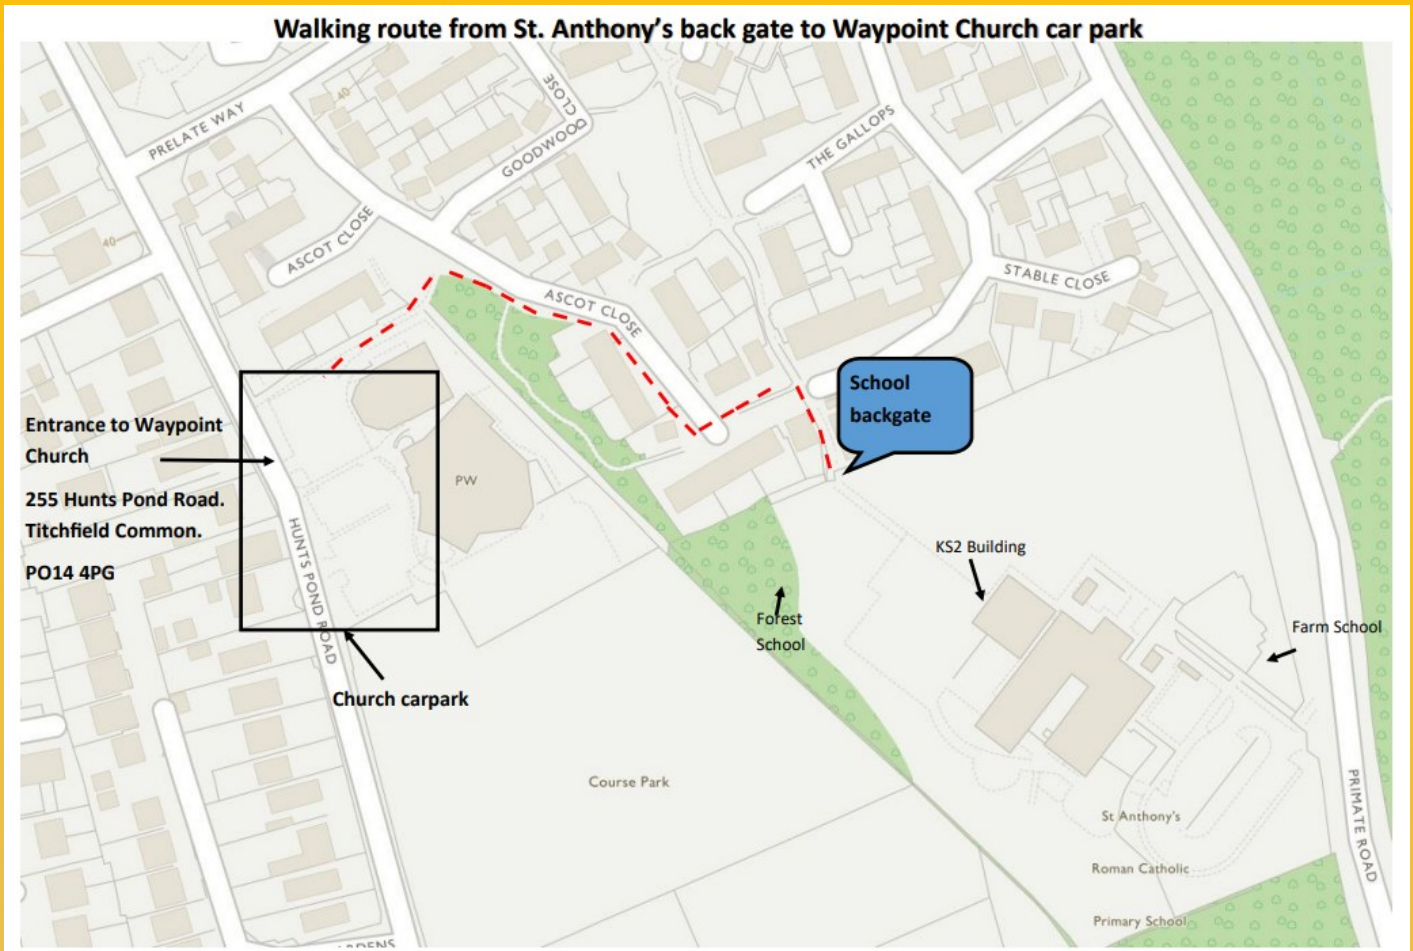 Walking route from St. Anthony's back gate to Waypoint Church car park
PRELATE WAY
40
GOODWOOD CLOSE
THE GALLOPS
ASCOT CLOSE
40
STABLE CLOSE
ASCOT CLOSE
School
backgate
Entrance to Waypoint
Church
255 Hunts Pond Road.
Titchfield Common.
PO14 4PG
PW
HUNTS POND ROAD
KS2 Building
Forest
School
Farm School
Church carpark
Course Park
PRIMATE ROAD
St Anthony's
Roman Catholic
Primary School